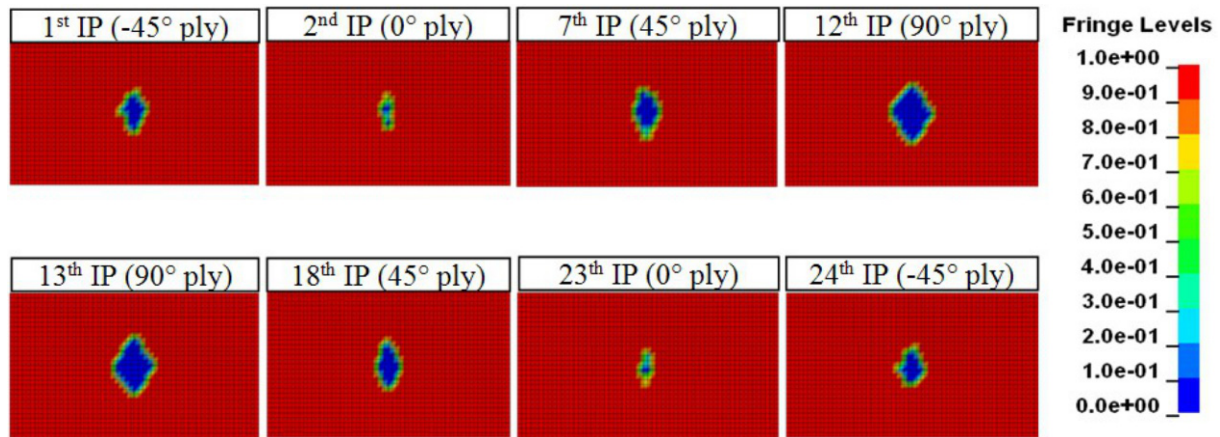 1st IP (-45° ply)
2nd IP (0° ply)
7th IP (45° ply)
12th IP (90° ply)
13th IP (90° ply)
18th IP (45° ply)
23th IP (0° ply)
24th IP (-45° ply)
Fringe Levels
1.0e+00
9.0e-01
8.0e-01
7.0e-01
6.0e-01
5.0e-01
4.0e-01
3.0e-01
2.0e-01
1.0e-01
0.0e+00